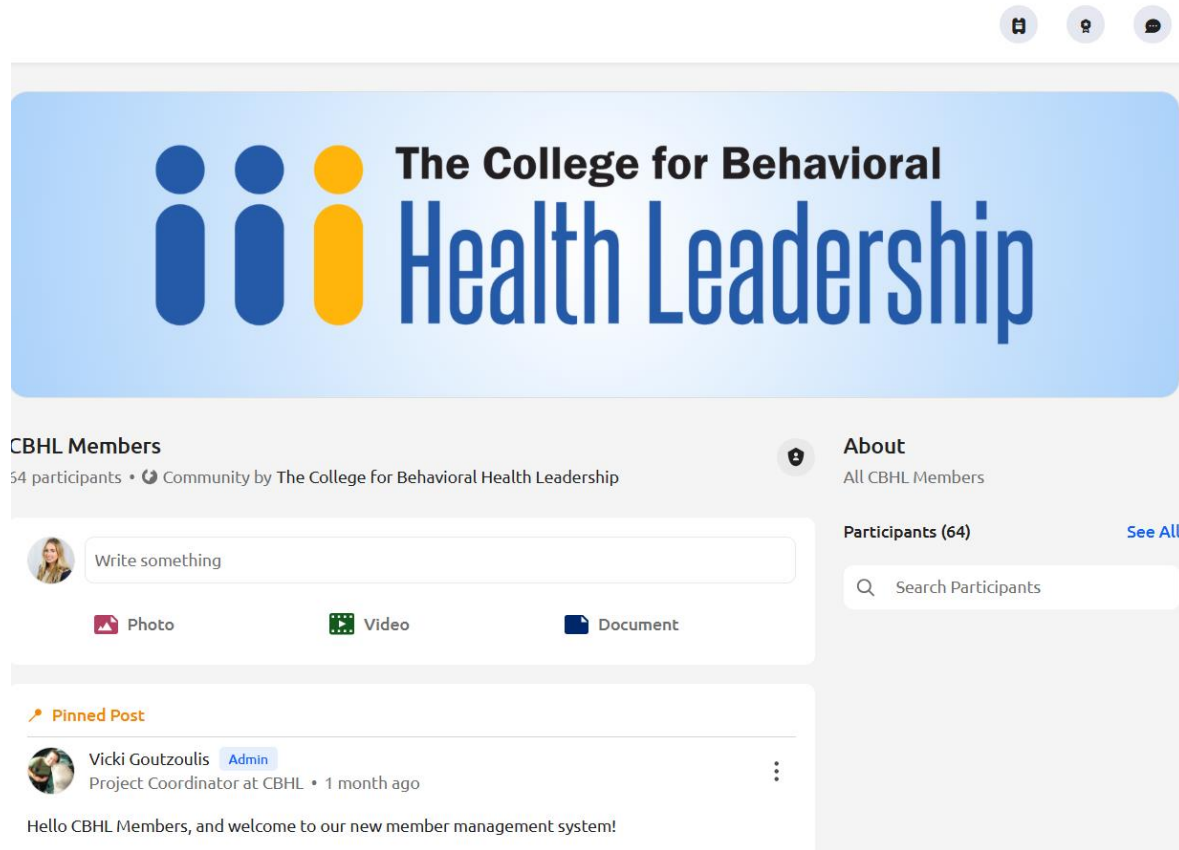 The College for Behavioral
Health Leadership
CBHL Members
64 participants • Community by The College for Behavioral Health Leadership
About
All CBHL Members
Participants (64)
See All
Search Participants
Write something
Photo
Video
Document
Pinned Post
Vicki Goutzoulis Admin
Project Coordinator at CBHL • 1 month ago
Hello CBHL Members, and welcome to our new member management system!